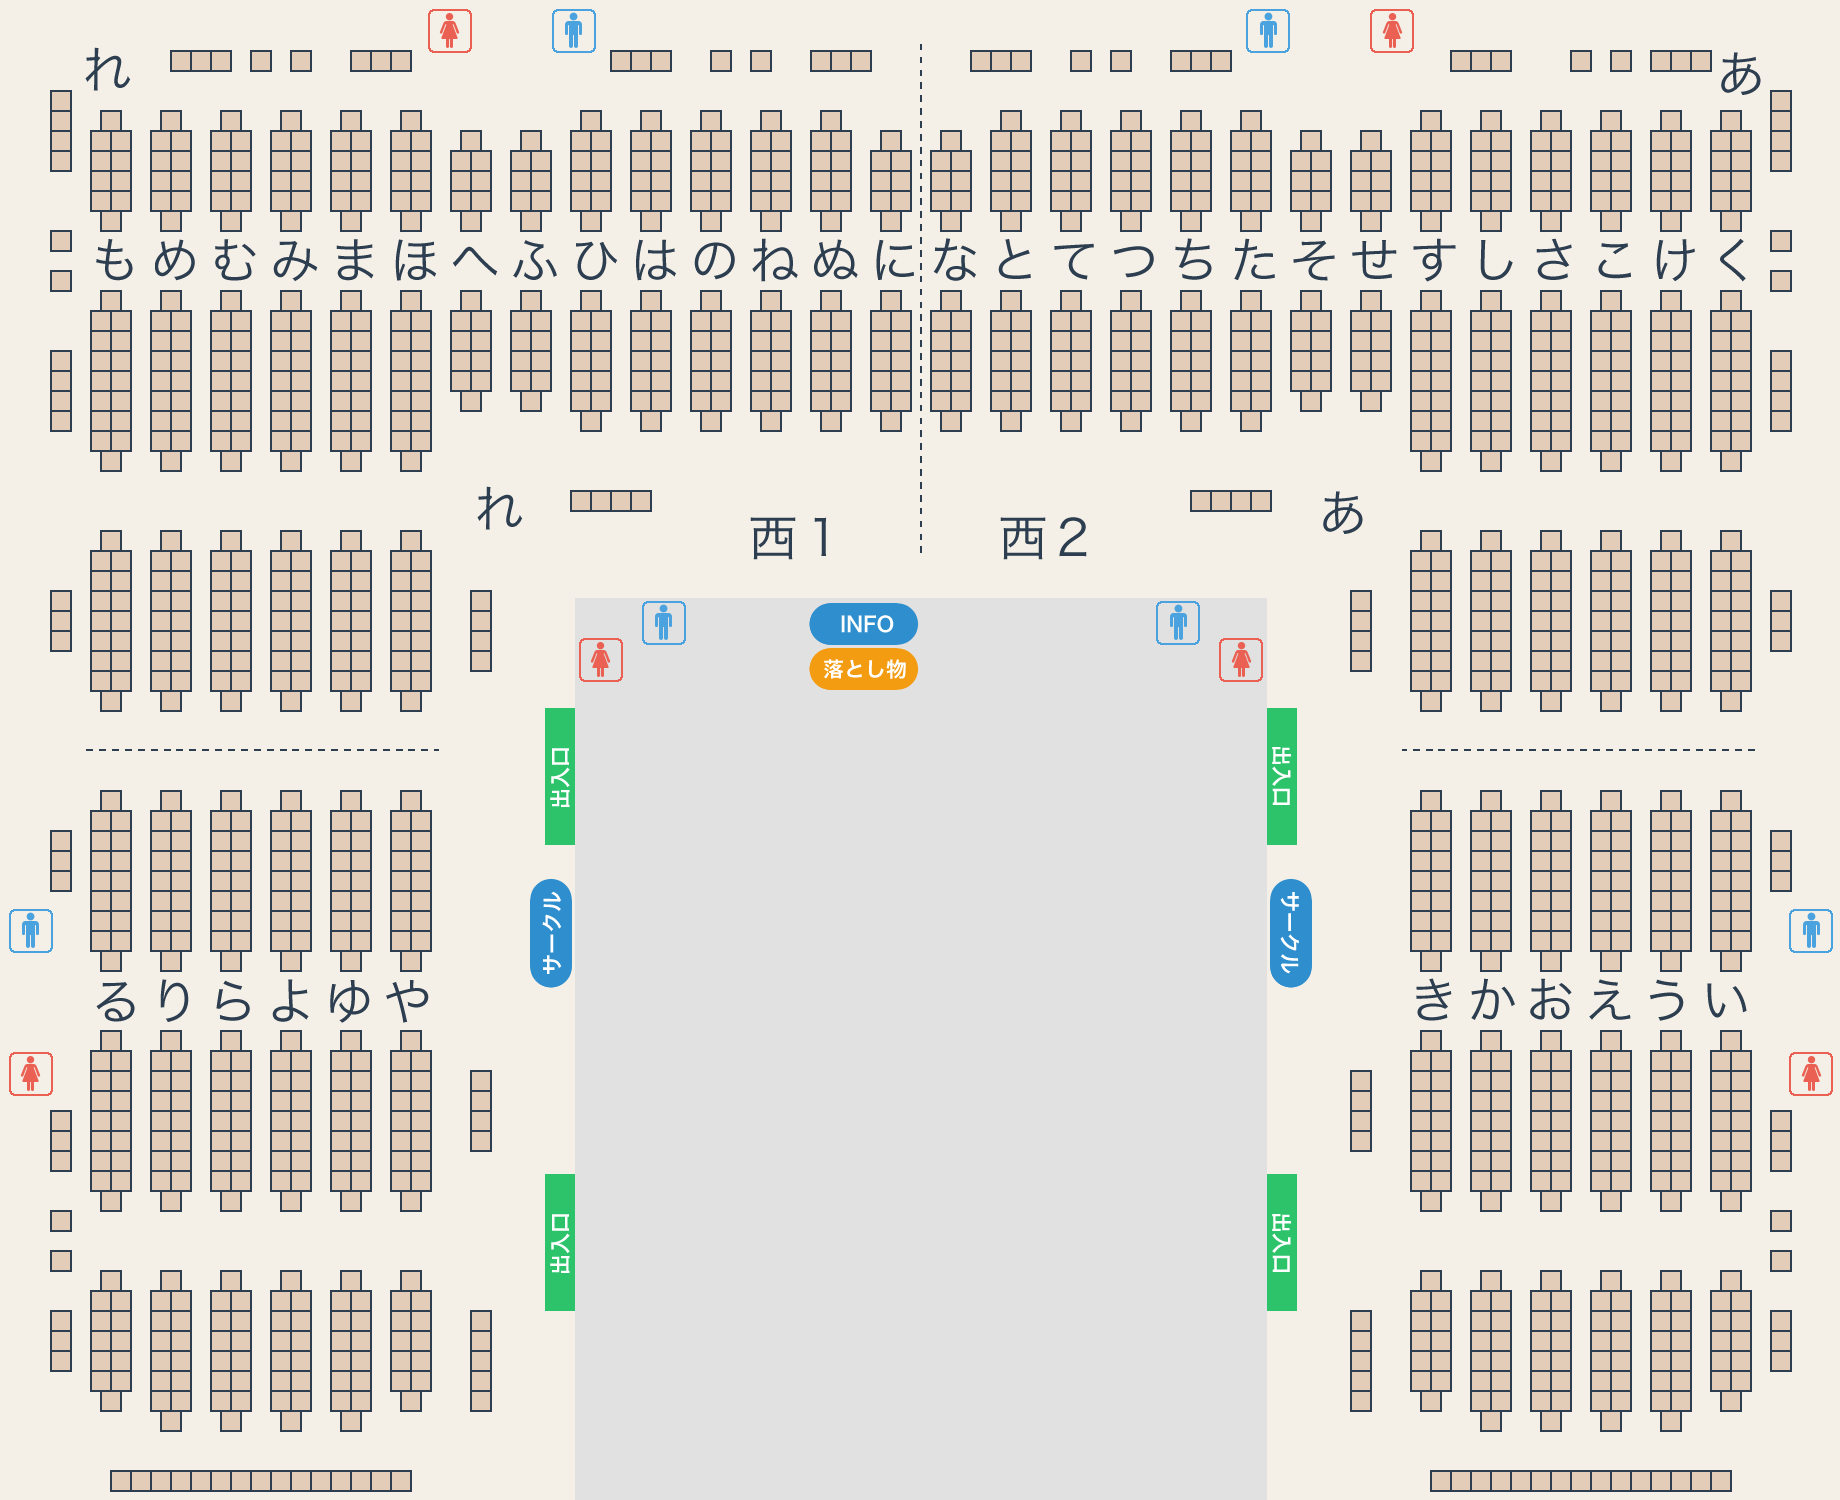 れ
あ
もめむみまほへふひはのねぬになとてつちたそせすしさこけく
れ
あ
西1
西2
INFO
落とし物
出入口
出入口
サークル
サークル
るりらよゆや
きかおえうい
出入口
出入口